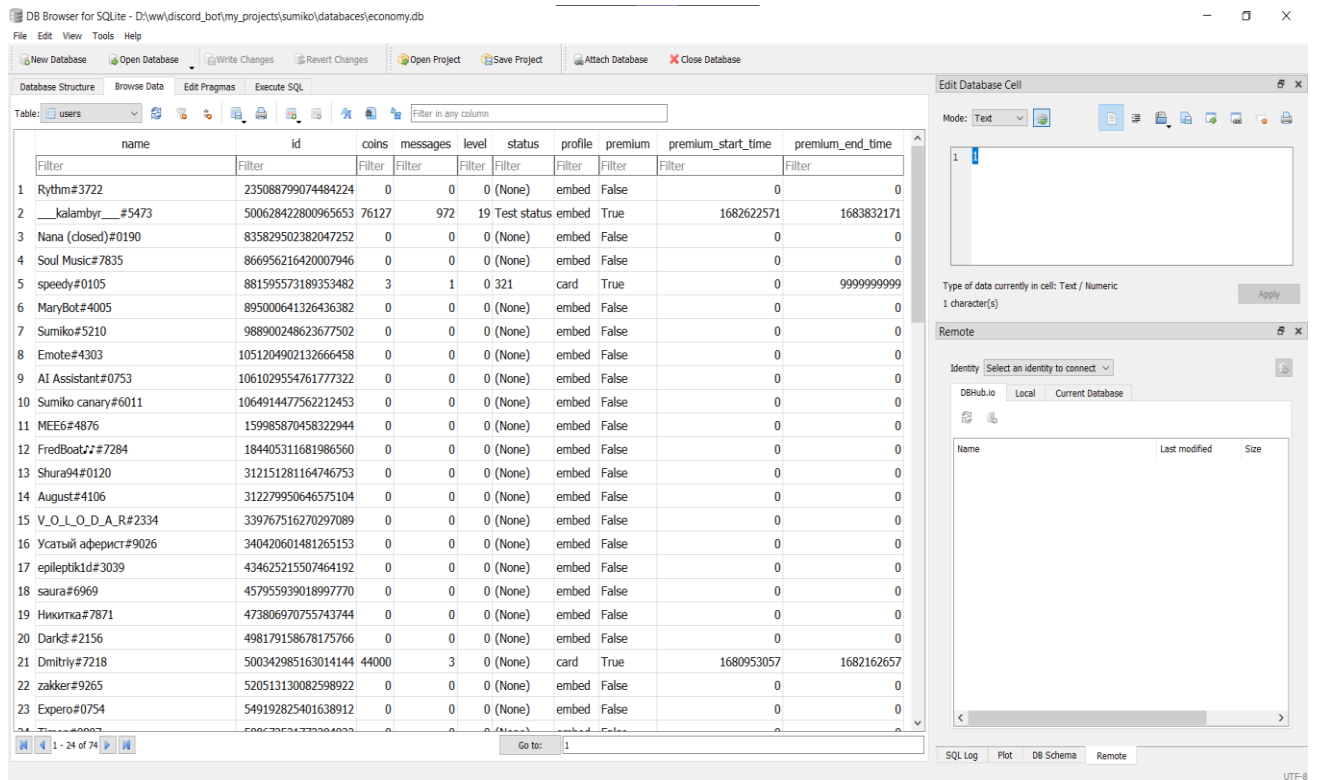 DB Browser for SQLite - D:\ww\discord_bot\my_projects\sumiko\databaces\economy.db
File Edit View Tools Help
New Database Open Database Write Changes Revert Changes Open Project Save Project Attach Database Close Database
Database Structure Browse Data Edit Pragmas Execute SQL
Table: users Filter in any column
name id coins messages level status profile premium premium_start_time premium_end_time
Filter Filter Filter Filter Filter Filter Filter Filter Filter Filter
1 Rythm#3722 235088799074484224 0 0 0 (None) embed False 0 0
2 ___kalambyr___#5473 500628422800965653 76127 972 19 Test status embed True 1682622571 1683832171
3 Nana (closed)#0190 835829502382047252 0 0 0 (None) embed False 0 0
4 Soul Music#7835 866956216420007946 0 0 0 (None) embed False 0 0
5 speedy#0105 881595573189353482 3 1 0 321 card True 0 9999999999
6 MaryBot#4005 895000641326436382 0 0 0 (None) embed False 0 0
7 Sumiko#5210 988900248623677502 0 0 0 (None) embed False 0 0
8 Emote#4303 1051204902132666458 0 0 0 (None) embed False 0 0
9 AI Assistant#0753 1061029554761777322 0 0 0 (None) embed False 0 0
10 Sumiko canary#6011 1064914477562212453 0 0 0 (None) embed False 0 0
11 MEE6#4876 159985870458322944 0 0 0 (None) embed False 0 0
12 FredBoat♪♪#7284 184405311681986560 0 0 0 (None) embed False 0 0
13 Shura94#0120 312151281164746753 0 0 0 (None) embed False 0 0
14 August#4106 312279950646575104 0 0 0 (None) embed False 0 0
15 V_O_L_O_D_A_R#2334 339767516270297089 0 0 0 (None) embed False 0 0
16 Усатый аферист#9026 340420601481265153 0 0 0 (None) embed False 0 0
17 epileptik1d#3039 434625215507464192 0 0 0 (None) embed False 0 0
18 saura#6969 457955939018997770 0 0 0 (None) embed False 0 0
19 Никитка#7871 473806970755743744 0 0 0 (None) embed False 0 0
20 498179158678175766 0 0 0 (None) embed False 0 0
21 Dmitriy#7218 500342985163014144 44000 3 0 (None) card True 1680953057 1682162657
22 zakker#9265 520513130082598922 0 0 0 (None) embed False 0 0
23 Expero#0754 549192825401638912 0 0 0 (None) embed False 0 0
1 - 24 of 74 Go to: 1
Edit Database Cell
Mode: Text
1 1
Type of data currently in cell: Text / Numeric
1 character(s)
Apply
Remote
Identity Select an identity to connect
DBHub.io Local Current Database
Name Last modified Size
SQL Log Plot DB Schema Remote
UTF-8